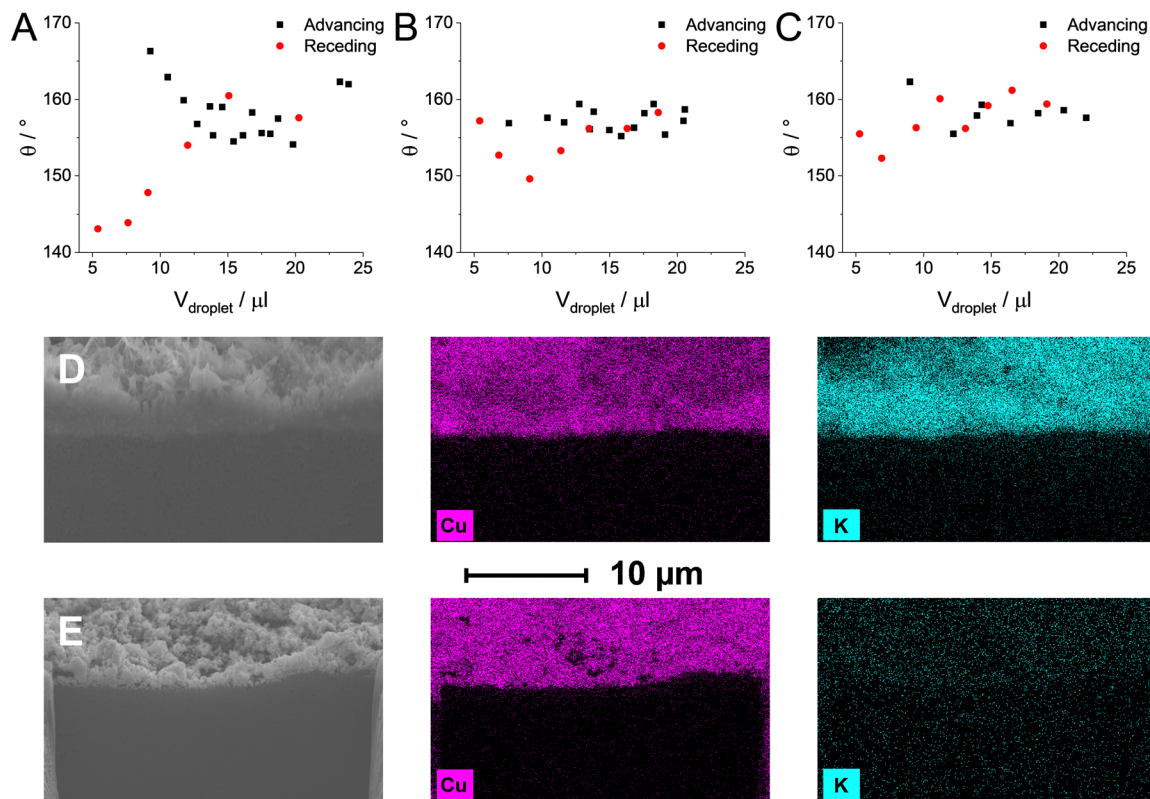 A
170
160
150
140
θ / °
5 10 15 20 25
V_droplet / μl
Advancing
Receding
B
170
160
150
140
θ / °
5 10 15 20 25
V_droplet / μl
Advancing
Receding
C
170
160
150
140
θ / °
5 10 15 20 25
V_droplet / μl
Advancing
Receding
D
Cu
K
10 μm
E
Cu
K